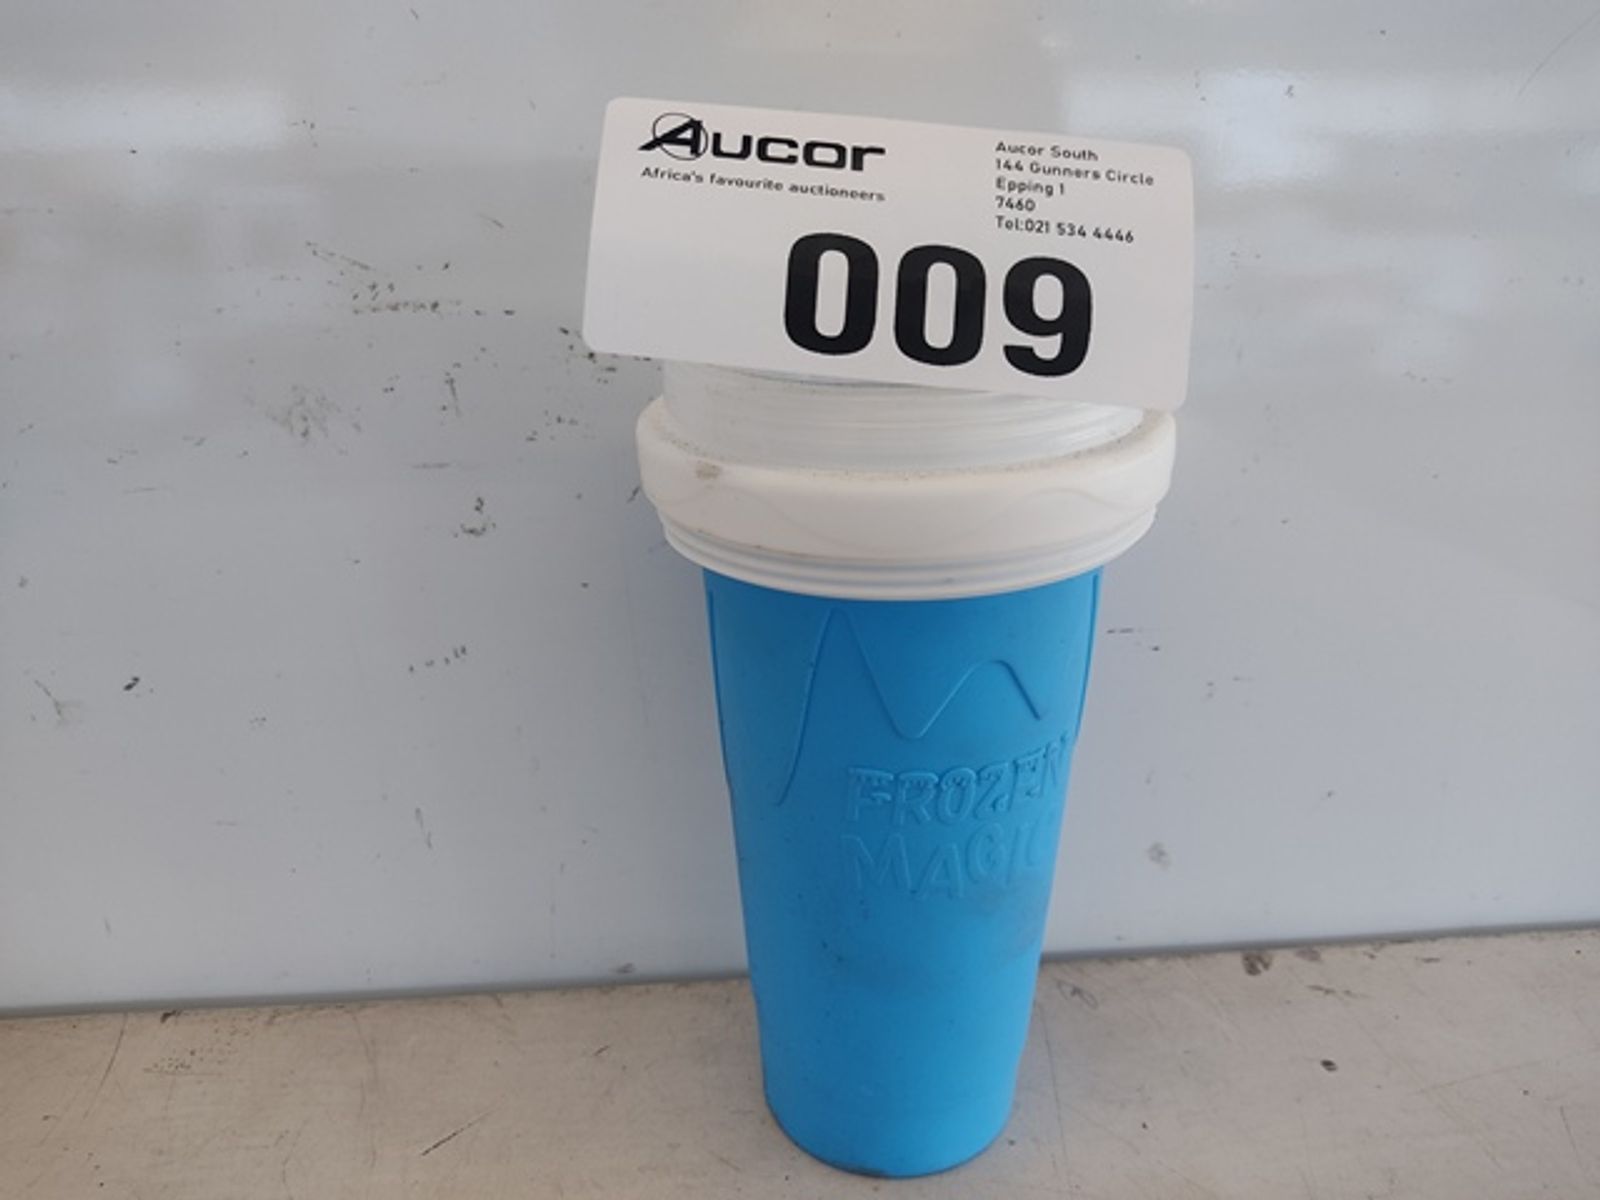 Aucor
Africa's favourite auctioneers
Aucor South
144 Gunners Circle
Epping 1
7460
Tel:021 534 4446
009
FROZEN
MAGIC